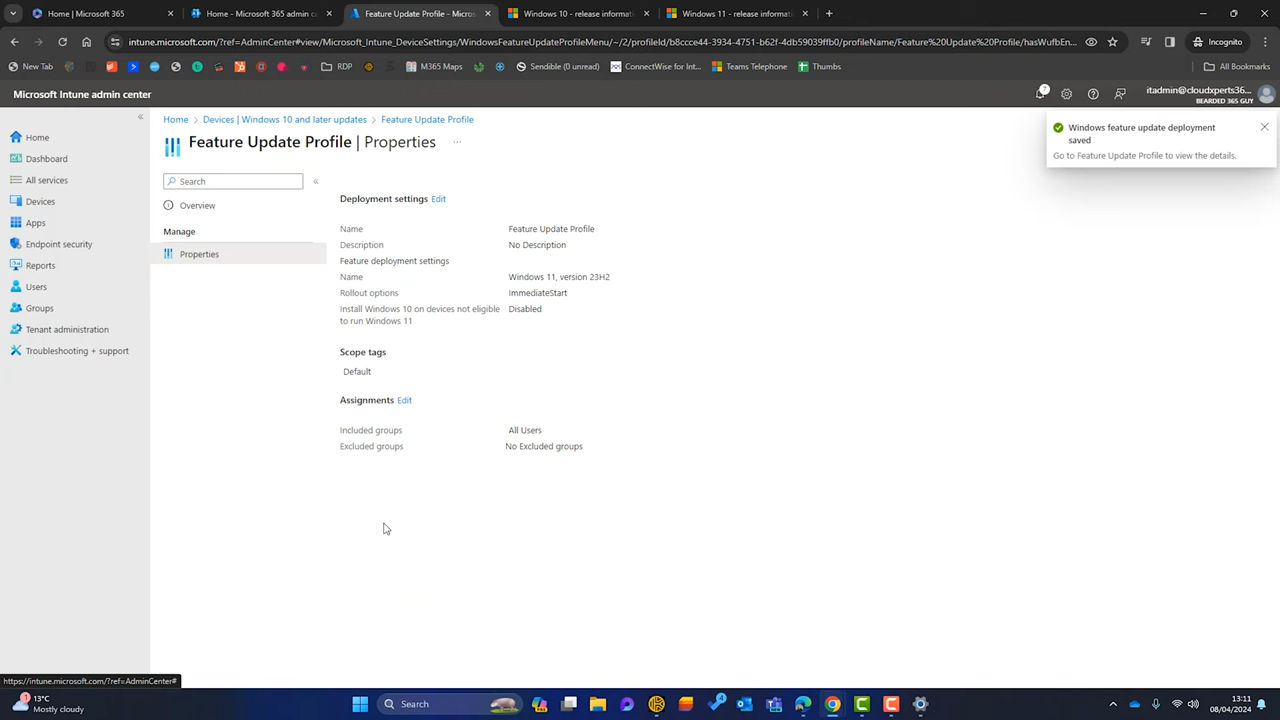 Home | Microsoft 365
Home - Microsoft 365 admin cent
Feature Update Profile - Micros
Windows 10 - release informati
Windows 11 - release informat
intune.microsoft.com/?ref=AdminCenter#view/Microsoft_Intune_DeviceSettings/WindowsFeatureUpdateProfileMenu/~/2/profileId/b8ccce44-3934-4751-b62f-4db59039ffb0/profileName/Feature%20Update%20Profile/hasWufbEn...
Incognito
New Tab
RDP
M365 Maps
Sendible (0 unread)
ConnectWise for Int...
Teams Telephone
Thumbs
All Bookmarks
Microsoft Intune admin center
itadmin@cloudxperts36...
BEARDED 365 GUY
Home
Dashboard
All services
Devices
Apps
Endpoint security
Reports
Users
Groups
Tenant administration
Troubleshooting + support
Home > Devices | Windows 10 and later updates > Feature Update Profile
Feature Update Profile | Properties ...
Search
Overview
Manage
Properties
Deployment settings Edit
Name Feature Update Profile
Description No Description
Feature deployment settings
Name Windows 11, version 23H2
Rollout options ImmediateStart
Install Windows 10 on devices not eligible Disabled
to run Windows 11
Scope tags
Default
Assignments Edit
Included groups All Users
Excluded groups No Excluded groups
Windows feature update deployment
saved
Go to Feature Update Profile to view the details.
https://intune.microsoft.com/?ref=AdminCenter#
1
13°C
Mostly cloudy
Search
4
13:11
08/04/2024